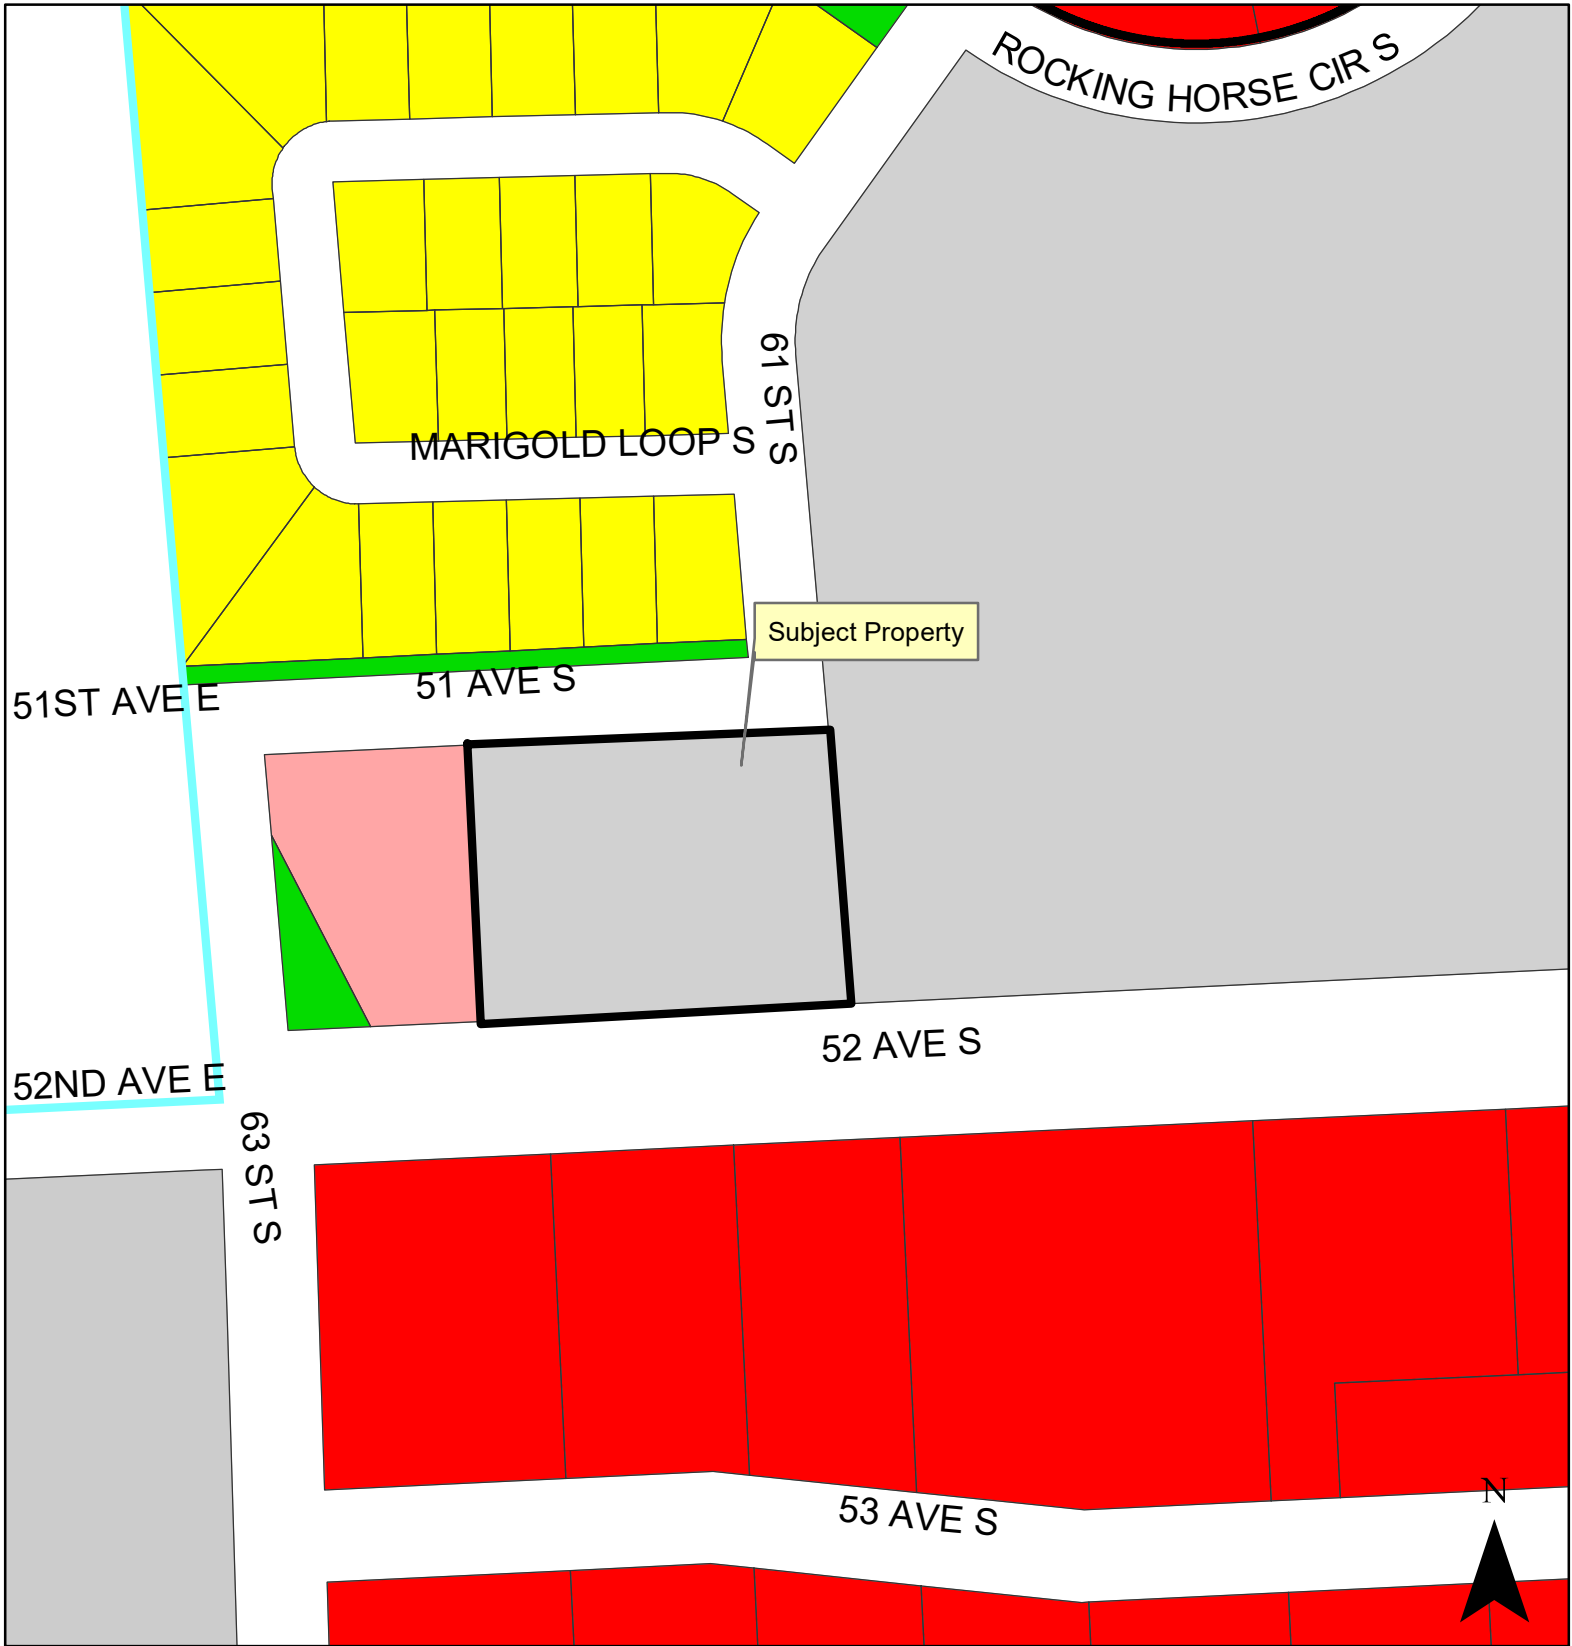 ROCKING HORSE CIR S
61 ST S
MARIGOLD LOOP S
Subject Property
51 AVE S
51ST AVE E
52 AVE S
52ND AVE E
63 ST S
N
53 AVE S